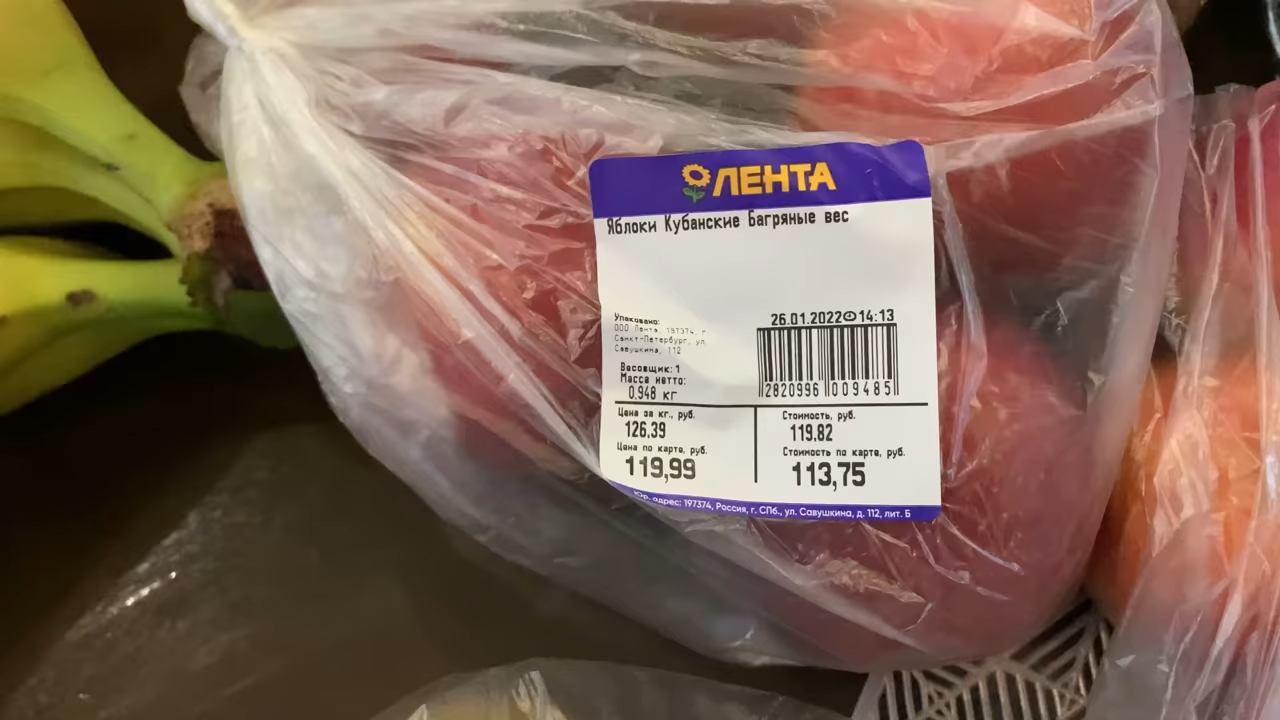 ЛЕНТА
Яблоки Кубанские Багряные вес
26.01.2022 14:13
Упаковано:
ООО Лента, 197374, г.
Санкт-Петербург, ул.
Савушкина, 112
Весовщик: 1
Масса нетто:
0,948 кг
2820996 009485
Цена за кг., руб.
126,39
Цена по карте, руб.
119,99
Стоимость, руб.
119,82
Стоимость по карте, руб.
113,75
Юр. адрес: 197374, Россия, г. СПб., ул. Савушкина, д. 112, лит. Б